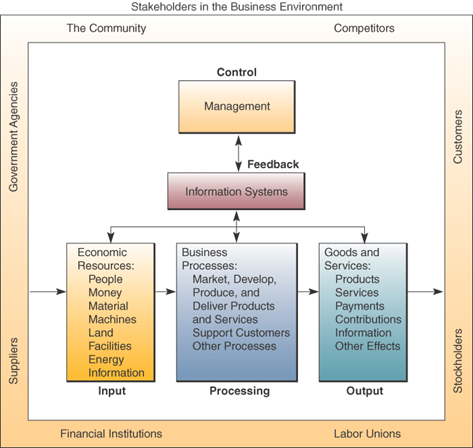 Stakeholders in the Business Environment
The Community
Competitors
Government Agencies
Customers
Control
Management
Feedback
Information Systems
Economic
Resources:
People
Money
Material
Machines
Land
Facilities
Energy
Information
Input
Business
Processes:
Market, Develop,
Produce, and
Deliver Products
and Services
Support Customers
Other Processes
Processing
Goods and
Services:
Products
Services
Payments
Contributions
Information
Other Effects
Output
Suppliers
Stockholders
Financial Institutions
Labor Unions